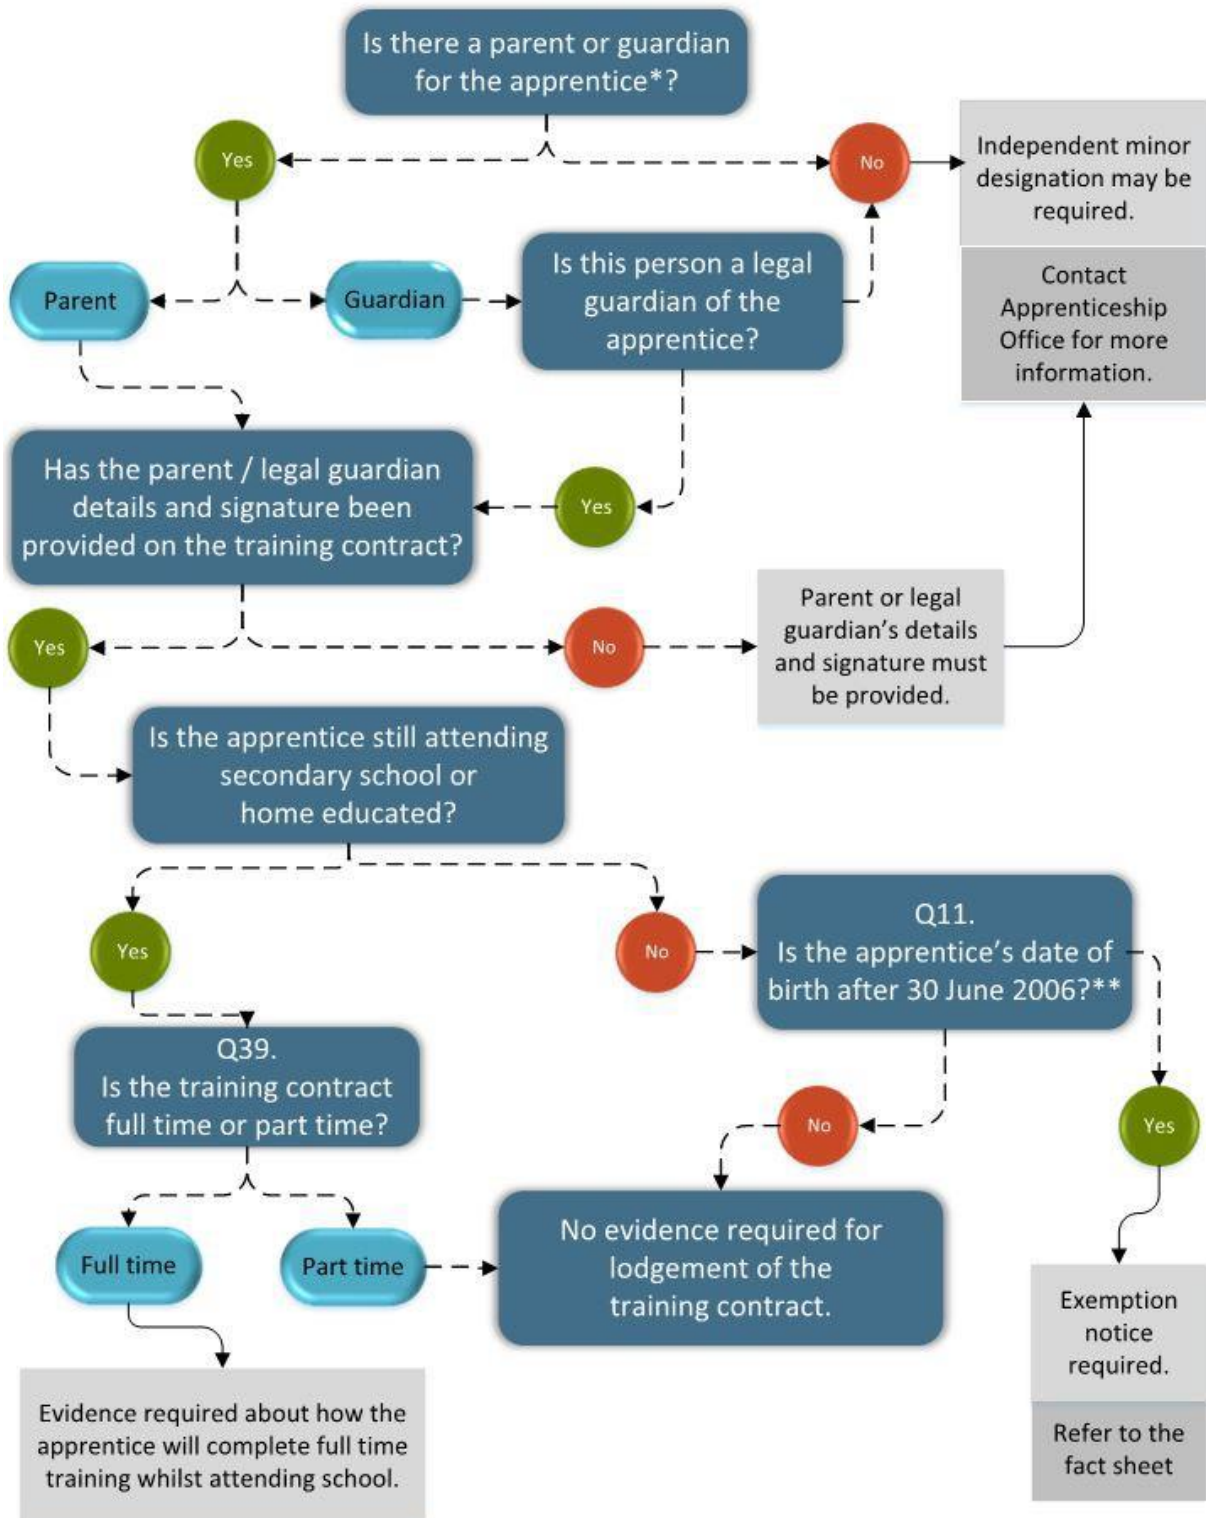 Is there a parent or guardian
for the apprentice*?
Yes
No
Independent minor
designation may be
required.
Contact
Apprenticeship
Office for more
information.
Parent
Guardian
Is this person a legal
guardian of the
apprentice?
Has the parent / legal guardian
details and signature been
provided on the training contract?
Yes
Yes
No
Parent or legal
guardian's details
and signature must
be provided.
Is the apprentice still attending
secondary school or
home educated?
Yes
No
Q11.
Is the apprentice's date of
birth after 30 June 2006?**
Q39.
Is the training contract
full time or part time?
No
Yes
Full time
Part time
No evidence required for
lodgement of the
training contract.
Exemption
notice
required.
Refer to the
fact sheet
Evidence required about how the
apprentice will complete full time
training whilst attending school.